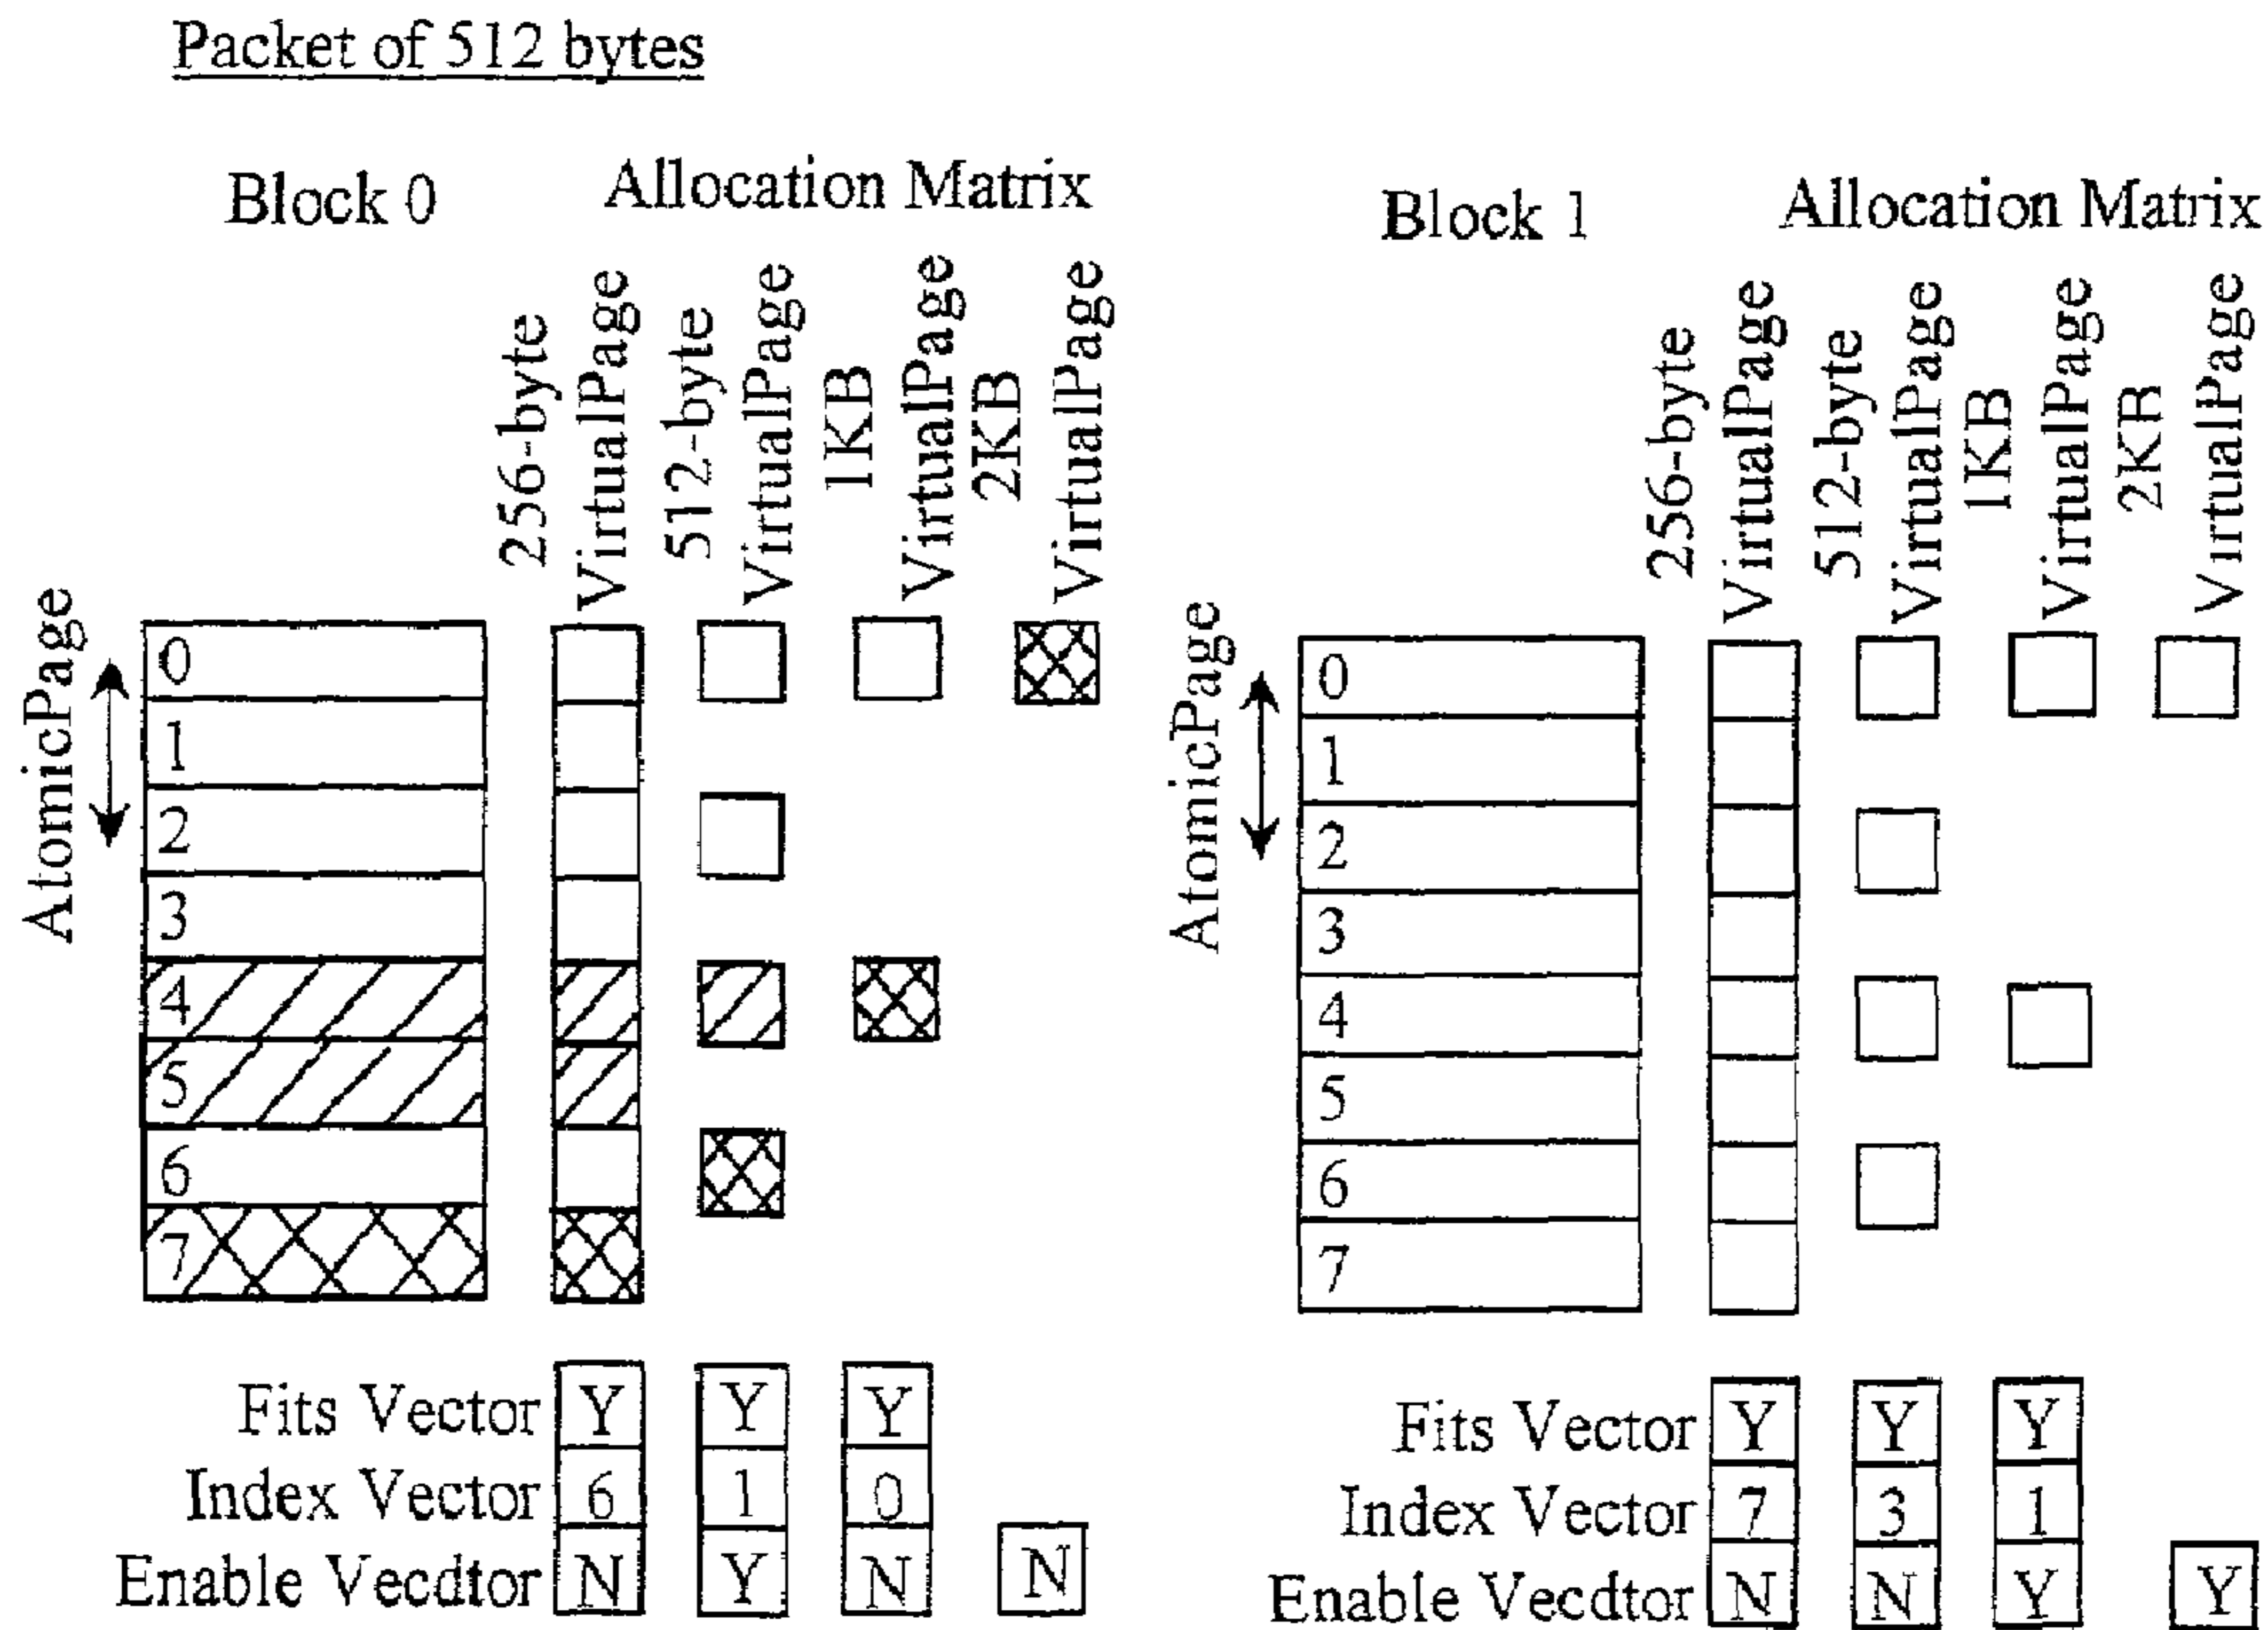 Packet of 512 bytes
Block 0
Allocation Matrix
256-byte
VirtualPage
512-byte
VirtualPage
1KB
VirtualPage
2KB
VirtualPage
AtomicPage
0
1
2
3
4
5
6
7
Fits Vector Y Y Y
Index Vector 6 1 0
Enable Vecdtor N Y N N
Block 1
Allocation Matrix
256-byte
VirtualPage
512-byte
VirtualPage
1KB
VirtualPage
2KB
VirtualPage
AtomicPage
0
1
2
3
4
5
6
7
Fits Vector Y Y Y
Index Vector 7 3 1
Enable Vecdtor N N Y Y